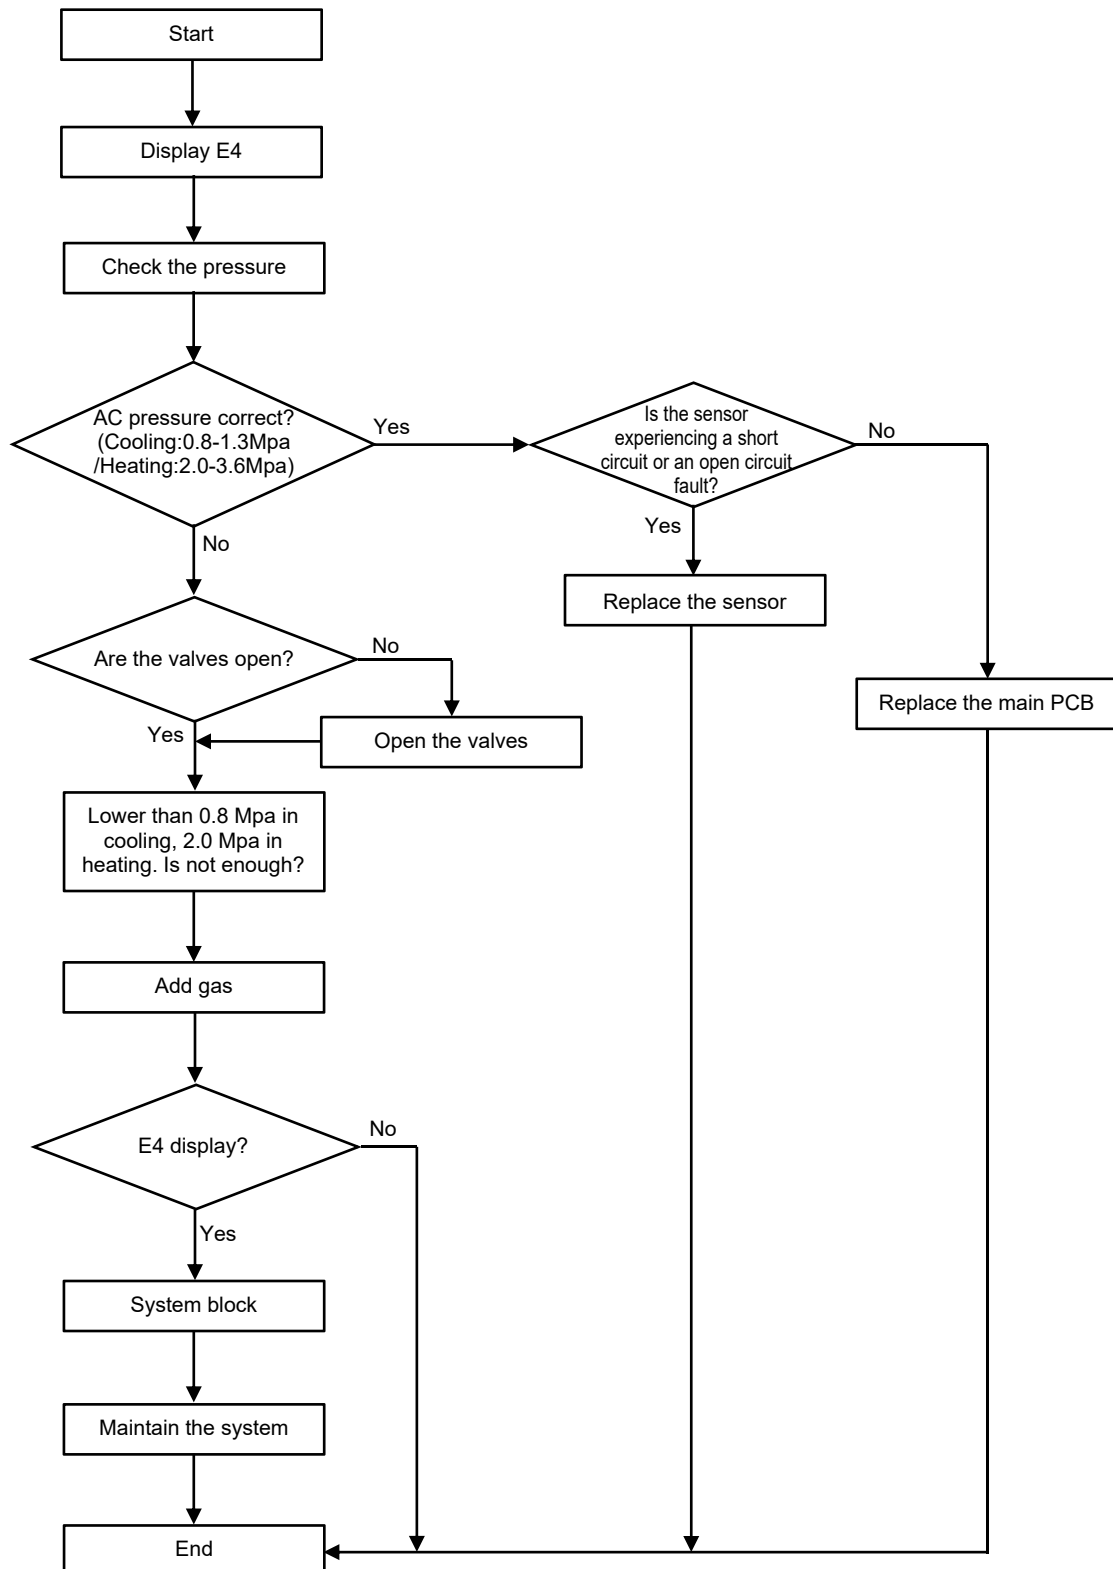 Start
Display E4
Check the pressure
AC pressure correct?
(Cooling:0.8-1.3Mpa
/Heating:2.0-3.6Mpa)
Yes
Is the sensor
experiencing a short
circuit or an open circuit
fault?
No
No
Yes
Replace the sensor
Are the valves open?
No
Replace the main PCB
Yes
Open the valves
Lower than 0.8 Mpa in
cooling, 2.0 Mpa in
heating. Is not enough?
Add gas
E4 display?
No
Yes
System block
Maintain the system
End